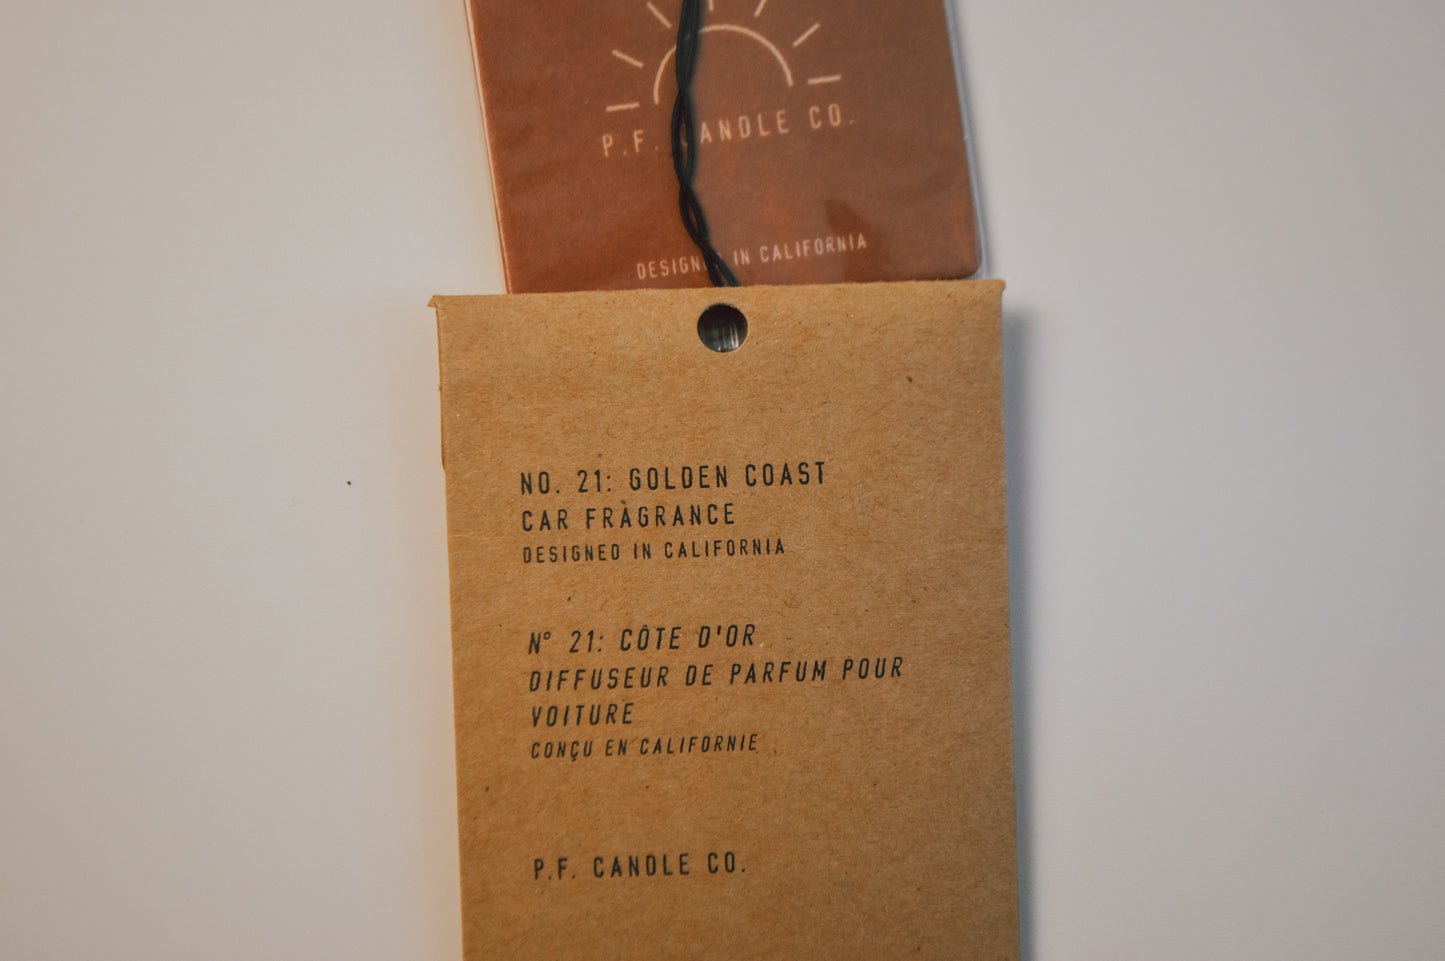 P.F. CANDLE CO.
DESIGNED IN CALIFORNIA
NO. 21: GOLDEN COAST
CAR FRAGRANCE
DESIGNED IN CALIFORNIA
N° 21: CÔTE D'OR
DIFFUSEUR DE PARFUM POUR
VOITURE
CONÇU EN CALIFORNIE
P.F. CANDLE CO.